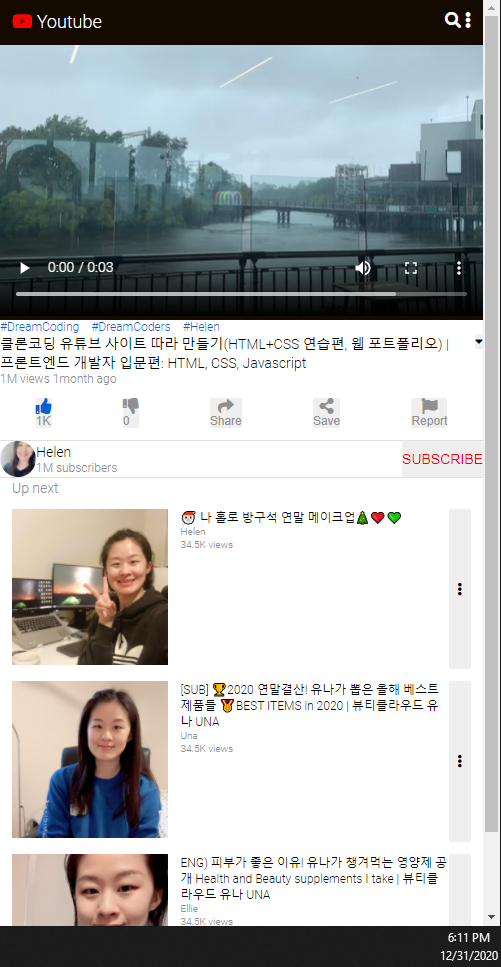 Youtube
0:00 / 0:03
#DreamCoding #DreamCoders #Helen
클론코딩 유튜브 사이트 따라 만들기(HTML+CSS 연습편, 웹 포트폴리오) |
프론트엔드 개발자 입문편: HTML, CSS, Javascript
1M views 1month ago
1K 0 Share Save Report
Helen
1M subscribers
SUBSCRIBE
Up next
🎅 나 홀로 방구석 연말 메이크업🎄❤️💚
Helen
34.5K views
[SUB] 🏆2020 연말결산! 유나가 뽑은 올해 베스트
제품들 🏅BEST ITEMS in 2020 | 뷰티클라우드 유
나 UNA
Una
34.5K views
ENG) 피부가 좋은 이유! 유나가 챙겨먹는 영양제 공
개 Health and Beauty supplements I take | 뷰티클
라우드 유나 UNA
Ellie
34.5K views
6:11 PM
12/31/2020